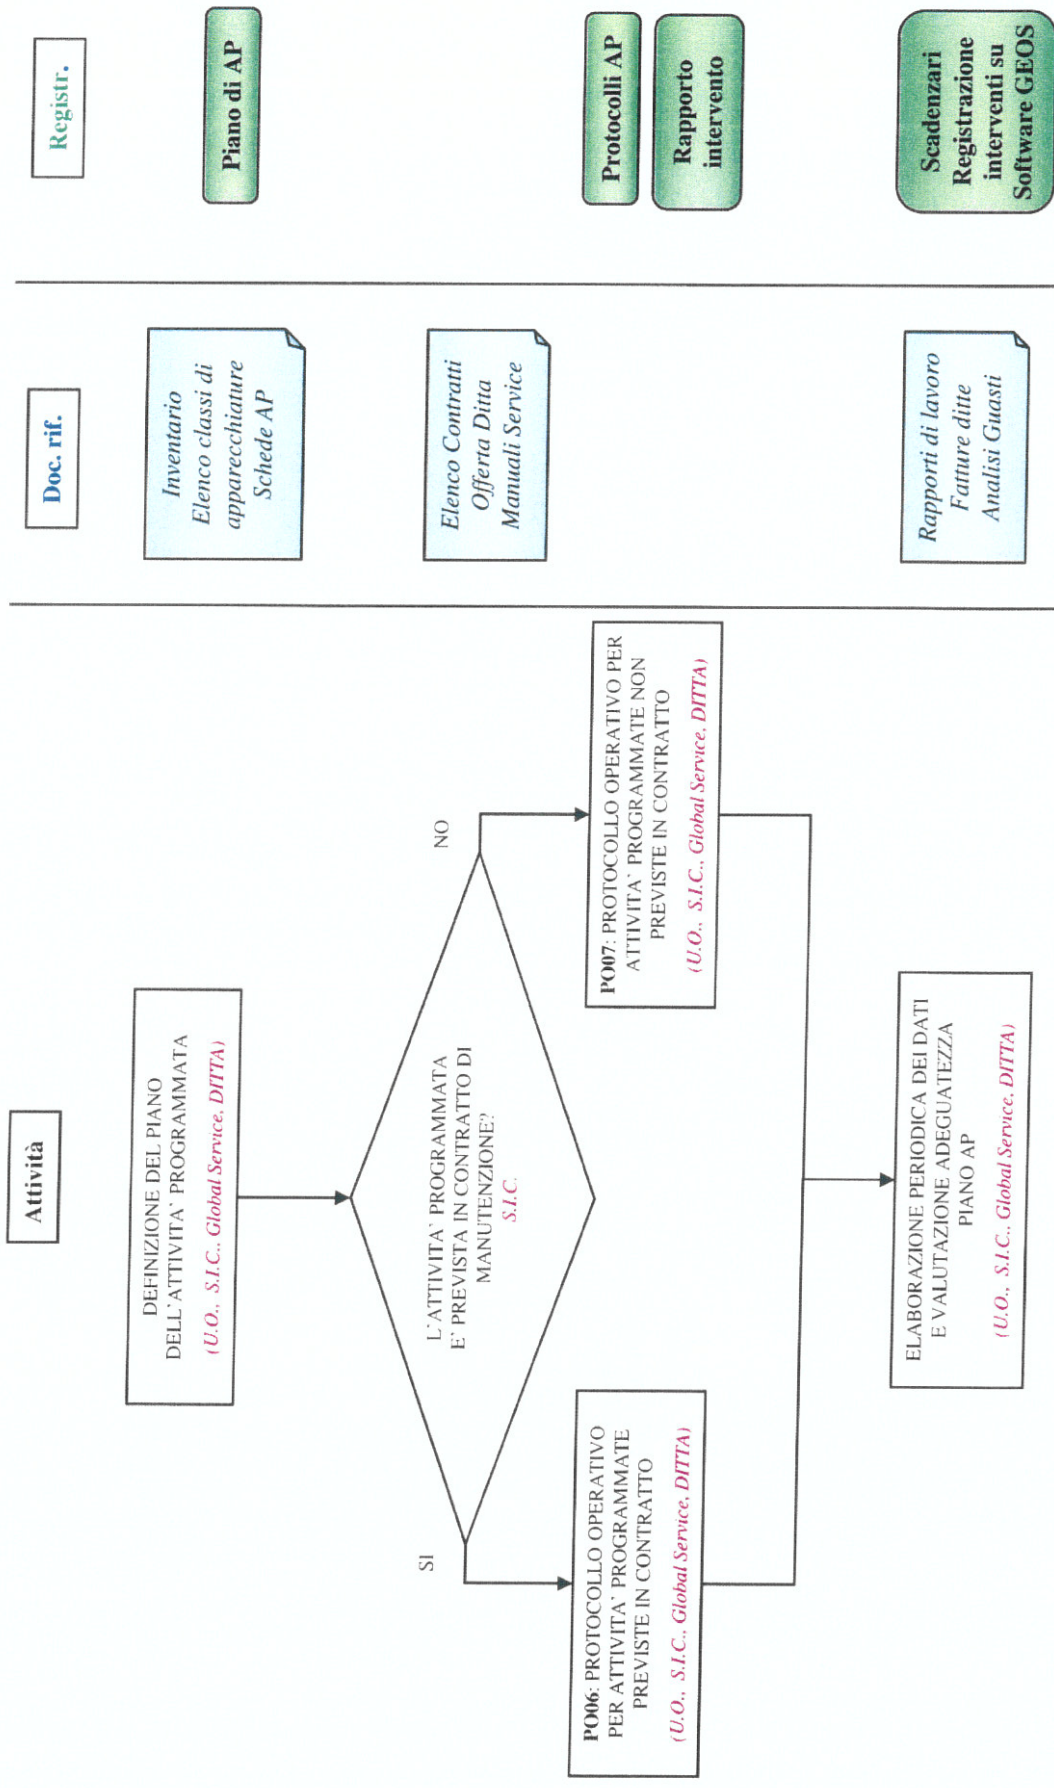 Attività
Doc. rif.
Registr.
DEFINIZIONE DEL PIANO
DELL`ATTIVITA` PROGRAMMATA
(U.O., S.I.C., Global Service, DITTA)
Inventario
Elenco classi di
apparecchiature
Schede AP
Piano di AP
L`ATTIVITA` PROGRAMMATA
E` PREVISTA IN CONTRATTO DI
MANUTENZIONE?
S.I.C.
SI
NO
Elenco Contratti
Offerta Ditta
Manuali Service
PO06: PROTOCOLLO OPERATIVO
PER ATTIVITA` PROGRAMMATE
PREVISTE IN CONTRATTO
(U.O., S.I.C., Global Service, DITTA)
PO07: PROTOCOLLO OPERATIVO PER
ATTIVITA` PROGRAMMATE NON
PREVISTE IN CONTRATTO
(U.O., S.I.C., Global Service, DITTA)
Protocolli AP
Rapporto
intervento
ELABORAZIONE PERIODICA DEI DATI
E VALUTAZIONE ADEGUATEZZA
PIANO AP
(U.O., S.I.C., Global Service, DITTA)
Rapporti di lavoro
Fatture ditte
Analisi Guasti
Scadenzari
Registrazione
interventi su
Software GEOS